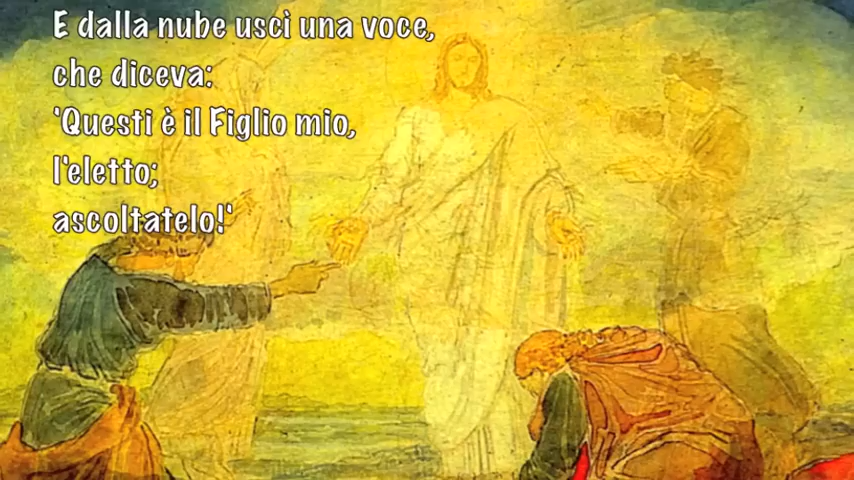 E dalla nube uscì una voce,
che diceva:
'Questi è il Figlio mio,
l'eletto;
ascoltatelo!'